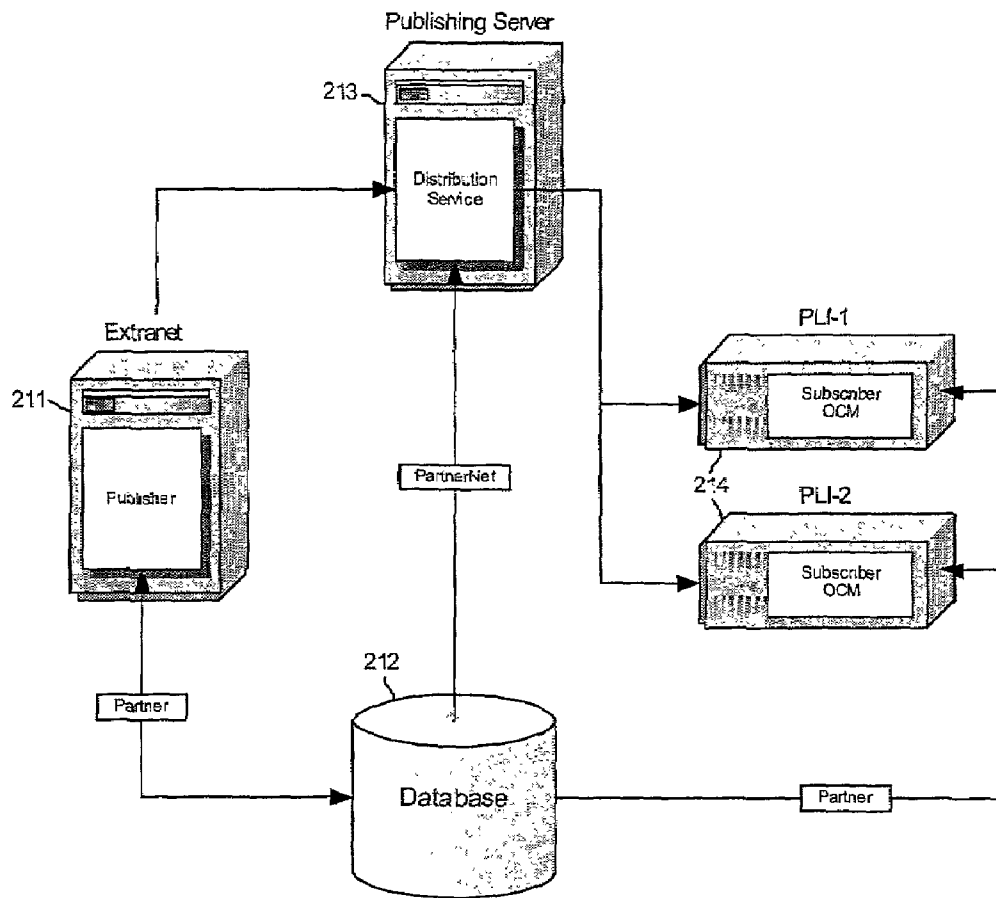 Publishing Server
213
Distribution
Service
Extranet
211
Publisher
PLI-1
Subscriber
OCM
PartnerNet
214
PLI-2
Subscriber
OCM
212
Partner
Database
Partner